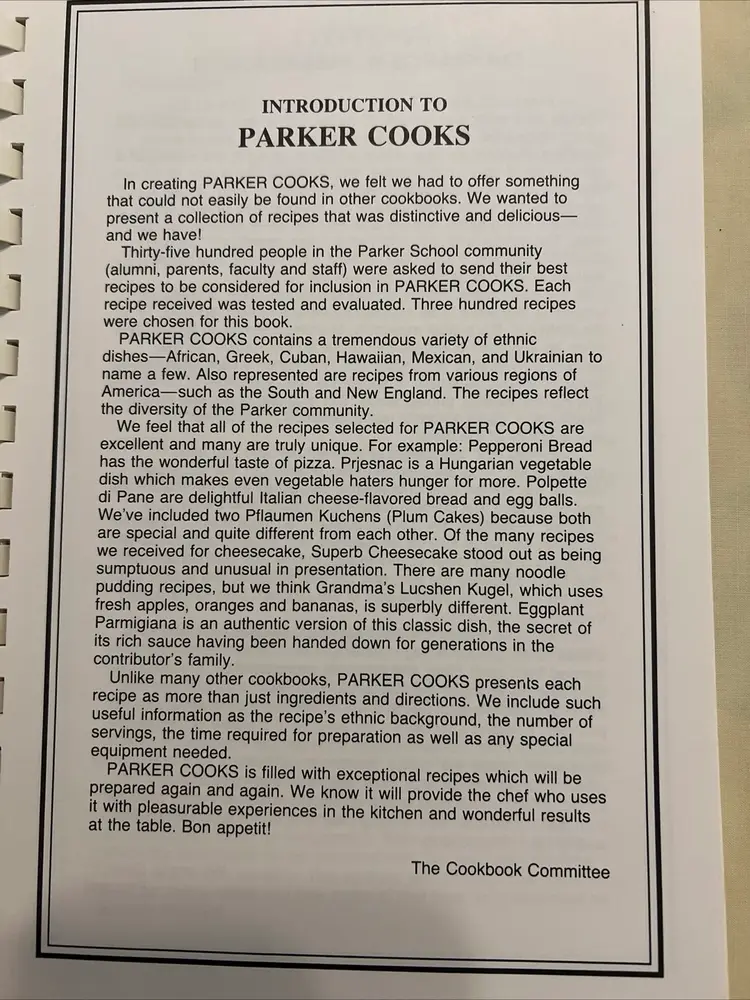 INTRODUCTION TO
PARKER COOKS
In creating PARKER COOKS, we felt we had to offer something
that could not easily be found in other cookbooks. We wanted to
present a collection of recipes that was distinctive and delicious—
and we have!
Thirty-five hundred people in the Parker School community
(alumni, parents, faculty and staff) were asked to send their best
recipes to be considered for inclusion in PARKER COOKS. Each
recipe received was tested and evaluated. Three hundred recipes
were chosen for this book.
PARKER COOKS contains a tremendous variety of ethnic
dishes—African, Greek, Cuban, Hawaiian, Mexican, and Ukrainian to
name a few. Also represented are recipes from various regions of
America—such as the South and New England. The recipes reflect
the diversity of the Parker community.
We feel that all of the recipes selected for PARKER COOKS are
excellent and many are truly unique. For example: Pepperoni Bread
has the wonderful taste of pizza. Prjesnac is a Hungarian vegetable
dish which makes even vegetable haters hunger for more. Polpette
di Pane are delightful Italian cheese-flavored bread and egg balls.
We've included two Pflaumen Kuchens (Plum Cakes) because both
are special and quite different from each other. Of the many recipes
we received for cheesecake, Superb Cheesecake stood out as being
sumptuous and unusual in presentation. There are many noodle
pudding recipes, but we think Grandma's Lucshen Kugel, which uses
fresh apples, oranges and bananas, is superbly different. Eggplant
Parmigiana is an authentic version of this classic dish, the secret of
its rich sauce having been handed down for generations in the
contributor's family.
Unlike many other cookbooks, PARKER COOKS presents each
recipe as more than just ingredients and directions. We include such
useful information as the recipe's ethnic background, the number of
servings, the time required for preparation as well as any special
equipment needed.
PARKER COOKS is filled with exceptional recipes which will be
prepared again and again. We know it will provide the chef who uses
it with pleasurable experiences in the kitchen and wonderful results
at the table. Bon appetit!
The Cookbook Committee